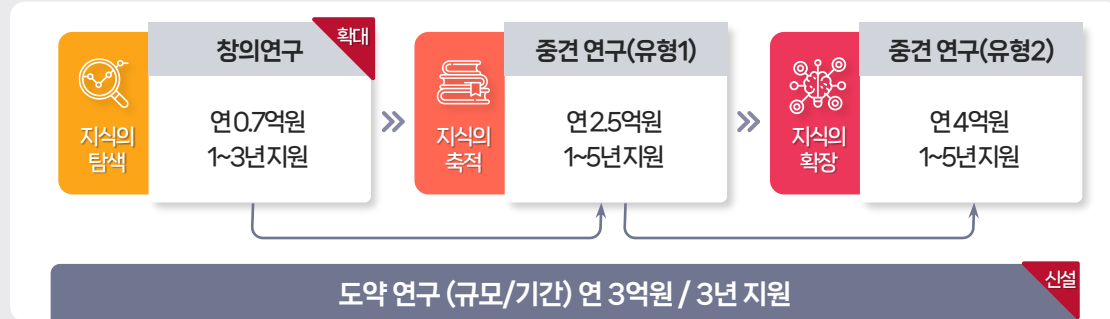 지식의
탐색
창의연구
확대
연 0.7억원
1~3년 지원
지식의
축적
중견 연구(유형1)
연 2.5억원
1~5년 지원
지식의
확장
중견 연구(유형2)
연 4억원
1~5년 지원
도약 연구 (규모/기간) 연 3억원 / 3년 지원
신설